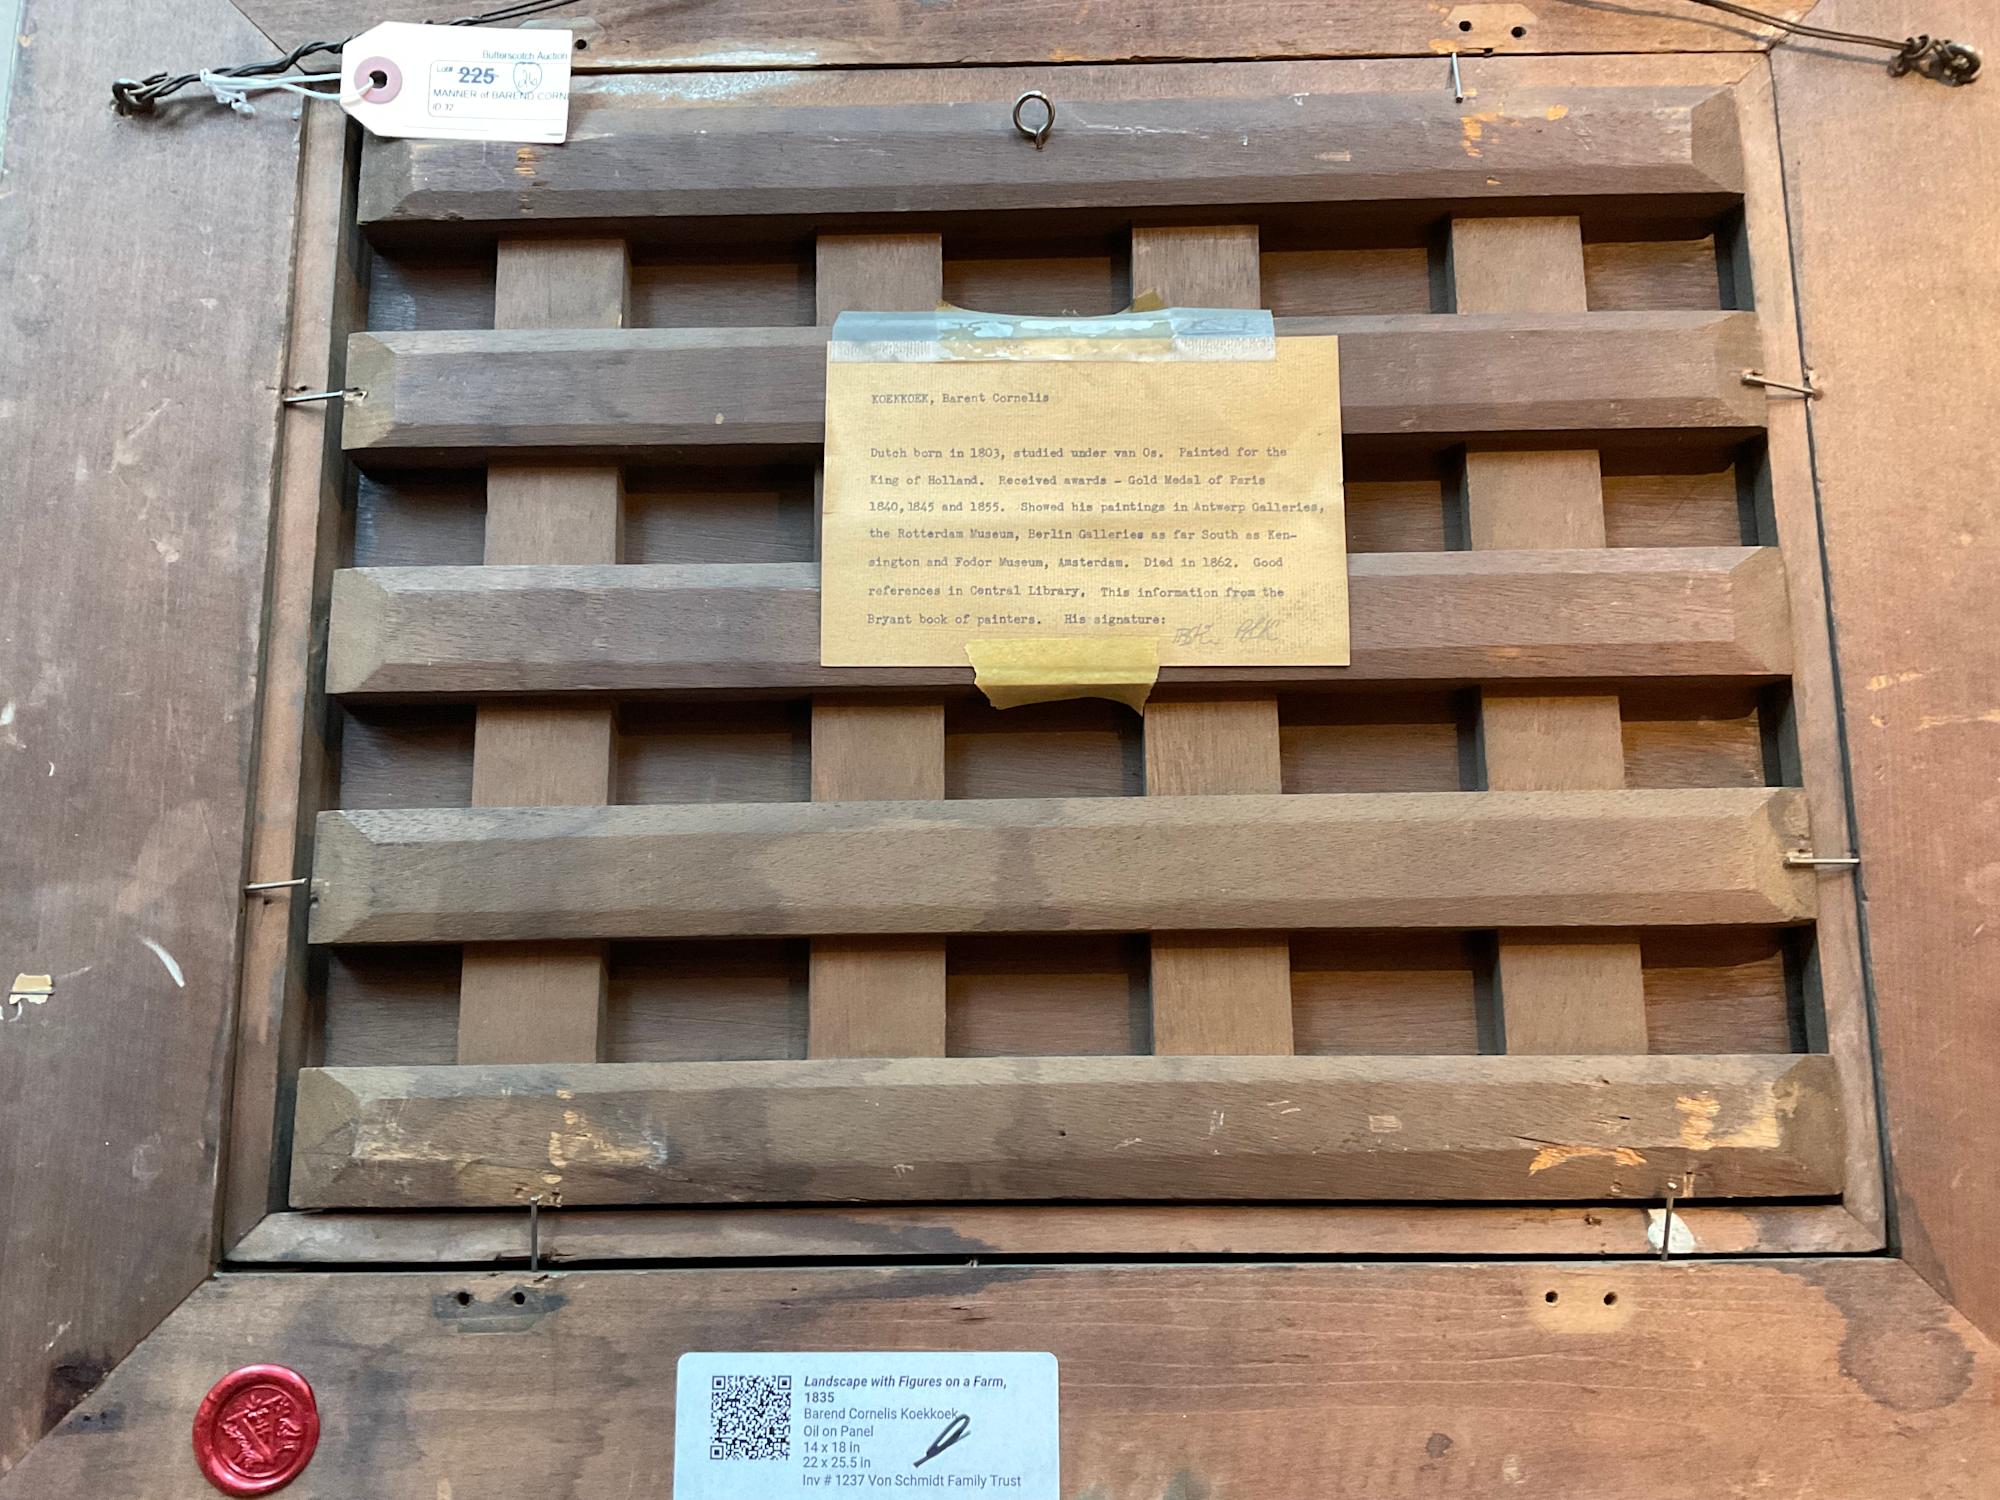 Butterscotch Auction
Lot# 225 26
MANNER of BAREND CORN
ID 32
KOEKKOEK, Barent Cornelis
Dutch born in 1803, studied under van Os. Painted for the
King of Holland. Received awards - Gold Medal of Paris
1840,1845 and 1855. Showed his paintings in Antwerp Galleries,
the Rotterdam Museum, Berlin Galleries as far South as Ken-
sington and Fodor Museum, Amsterdam. Died in 1862. Good
references in Central Library, This information from the
Bryant book of painters. His signature:
Landscape with Figures on a Farm,
1835
Barend Cornelis Koekkoek
Oil on Panel
14 x 18 in
22 x 25.5 in
Inv # 1237 Von Schmidt Family Trust